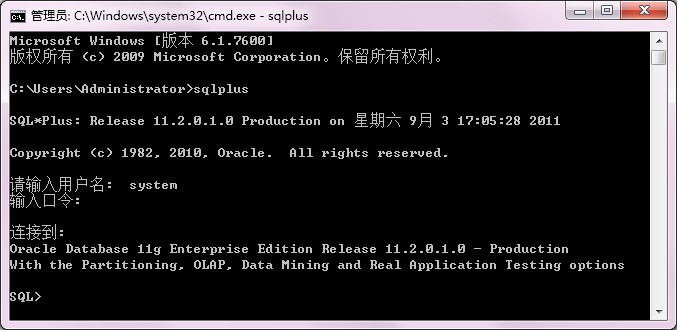 管理员: C:\Windows\system32\cmd.exe - sqlplus
Microsoft Windows [版本 6.1.7600]
版权所有 (c) 2009 Microsoft Corporation。保留所有权利。
C:\Users\Administrator>sqlplus
SQL*Plus: Release 11.2.0.1.0 Production on 星期六 9月 3 17:05:28 2011
Copyright (c) 1982, 2010, Oracle.  All rights reserved.
请输入用户名:  system
输入口令:
连接到:
Oracle Database 11g Enterprise Edition Release 11.2.0.1.0 - Production
With the Partitioning, OLAP, Data Mining and Real Application Testing options
SQL>